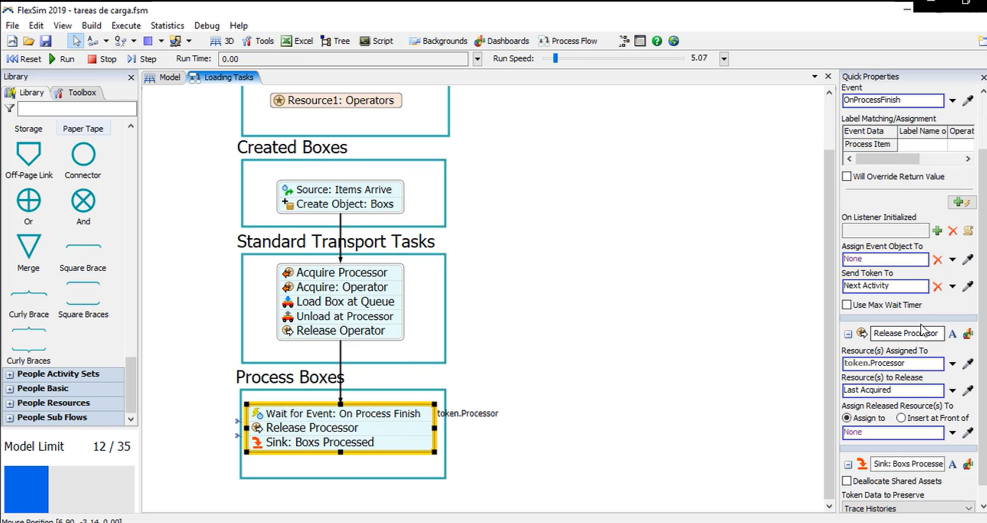 FlexSim 2019 - tareas de carga.fsm
File Edit View Build Execute Statistics Debug Help
3D Tools Excel Tree Script Backgrounds Dashboards Process Flow
Reset Run Stop Step Run Time: 0.00 Run Speed: 5.07
Library
Model Loading Tasks
Quick Properties
Library Toolbox
Storage Paper Tape
Off-Page Link Connector
Or And
Merge Square Brace
Curly Brace Square Braces
Curly Braces
People Activity Sets
People Basic
People Resources
People Sub Flows
Model Limit 12 / 35
Resource1: Operators
Created Boxes
Source: Items Arrive
Create Object: Boxs
Standard Transport Tasks
Acquire Processor
Acquire: Operator
Load Box at Queue
Unload at Processor
Release Operator
Process Boxes
Wait for Event: On Process Finish token.Processor
Release Processor
Sink: Boxs Processed
Event
OnProcessFinish
Label Matching/Assignment
Event Data Label Name o Operat
Process Item
Will Override Return Value
On Listener Initialized
Assign Event Object To
None
Send Token To
Next Activity
Use Max Wait Timer
Release Processor
Resource(s) Assigned To
token.Processor
Resource(s) to Release
Last Acquired
Assign Released Resource(s) To
Assign to Insert at Front of
None
Sink: Boxs Processe
Deallocate Shared Assets
Token Data to Preserve
Trace Histories
Mouse Position [6.90, -3.14, 0.00]